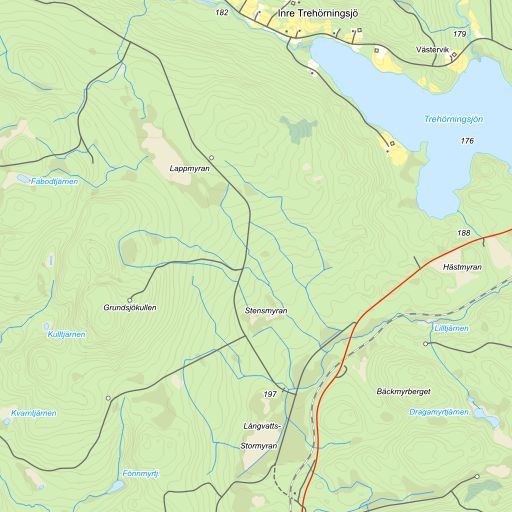 182
Inre Trehörningsjö
179
Västervik
Trehörningsjön
176
Lappmyran
Fabodtjärnen
188
Hästmyran
Grundsjökullen
Stensmyran
Kulltjärnen
Lilltjärnen
197
Bäckmyrberget
Kvarntjärnen
Långvatts-
Dragamyrtjärnen
Stormyran
Fönnmyrtj.